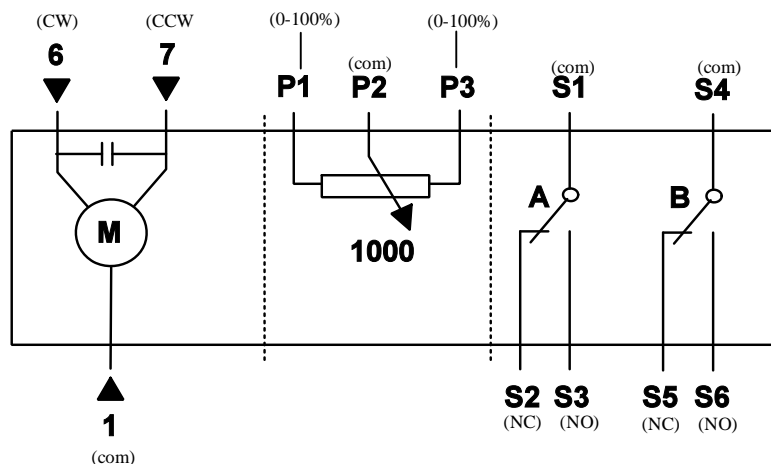 (CW) (CCW (0-100%) (0-100%)
6 7 (com) (com) (com)
P1 P2 P3 S1 S4
A B
M
1000
S2 S3 S5 S6
1 (NC) (NO) (NC) (NO)
(com)